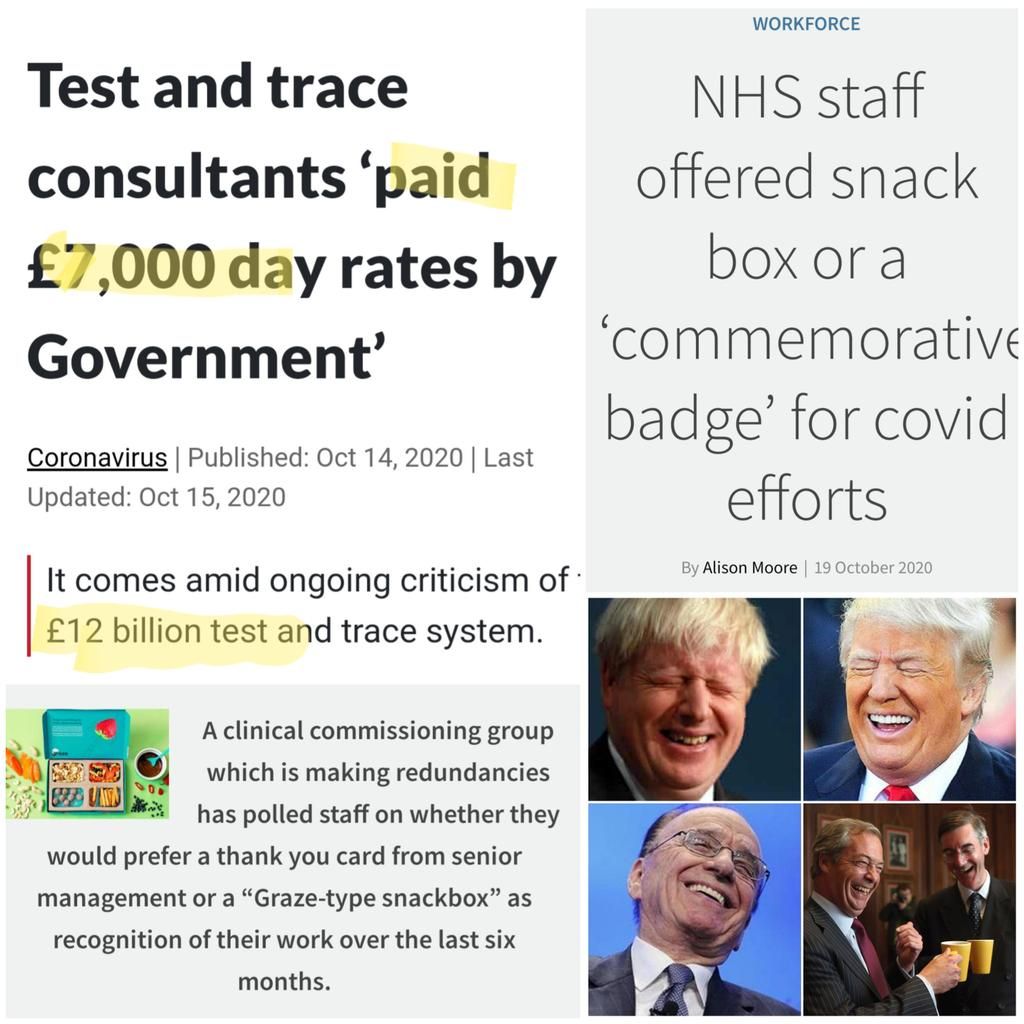 Test and trace
consultants ‘paid
£7,000 day rates by
Government’
Coronavirus | Published: Oct 14, 2020 | Last
Updated: Oct 15, 2020
It comes amid ongoing criticism of
£12 billion test and trace system.
A clinical commissioning group
which is making redundancies
has polled staff on whether they
would prefer a thank you card from senior
management or a “Graze-type snackbox” as
recognition of their work over the last six
months.
WORKFORCE
NHS staff
offered snack
box or a
‘commemorative
badge’ for covid
efforts
By Alison Moore | 19 October 2020